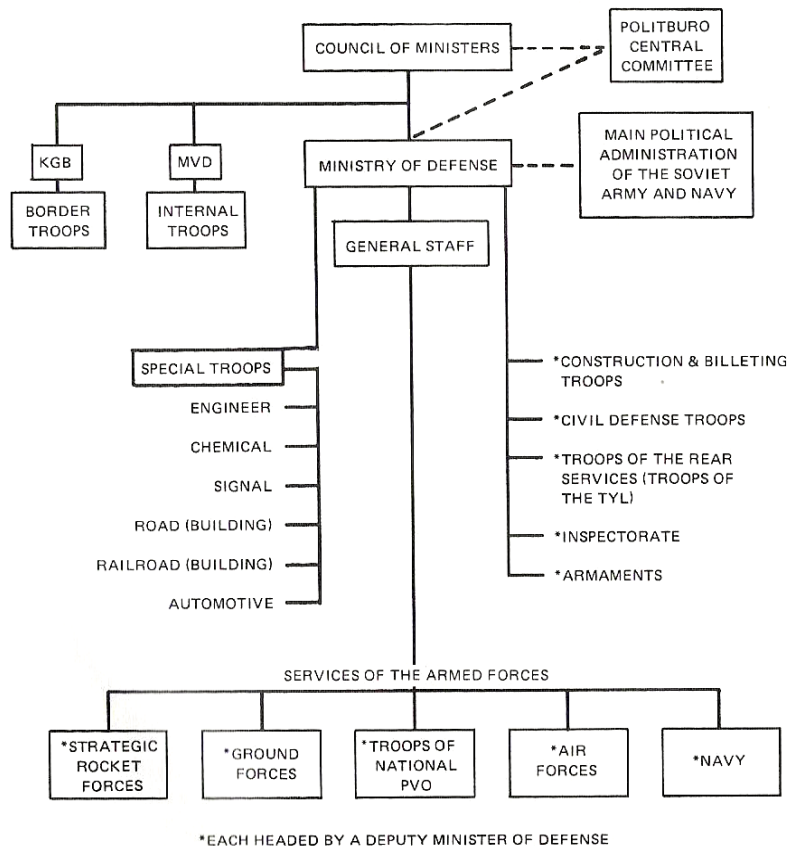 COUNCIL OF MINISTERS
POLITBURO
CENTRAL
COMMITTEE
KGB
MVD
MINISTRY OF DEFENSE
MAIN POLITICAL
ADMINISTRATION
OF THE SOVIET
ARMY AND NAVY
BORDER
TROOPS
INTERNAL
TROOPS
GENERAL STAFF
SPECIAL TROOPS
ENGINEER
CHEMICAL
SIGNAL
ROAD (BUILDING)
RAILROAD (BUILDING)
AUTOMOTIVE
*CONSTRUCTION & BILLETING
TROOPS
*CIVIL DEFENSE TROOPS
*TROOPS OF THE REAR
SERVICES (TROOPS OF
THE TYL)
*INSPECTORATE
*ARMAMENTS
SERVICES OF THE ARMED FORCES
*STRATEGIC
ROCKET
FORCES
*GROUND
FORCES
*TROOPS OF
NATIONAL
PVO
*AIR
FORCES
*NAVY
*EACH HEADED BY A DEPUTY MINISTER OF DEFENSE